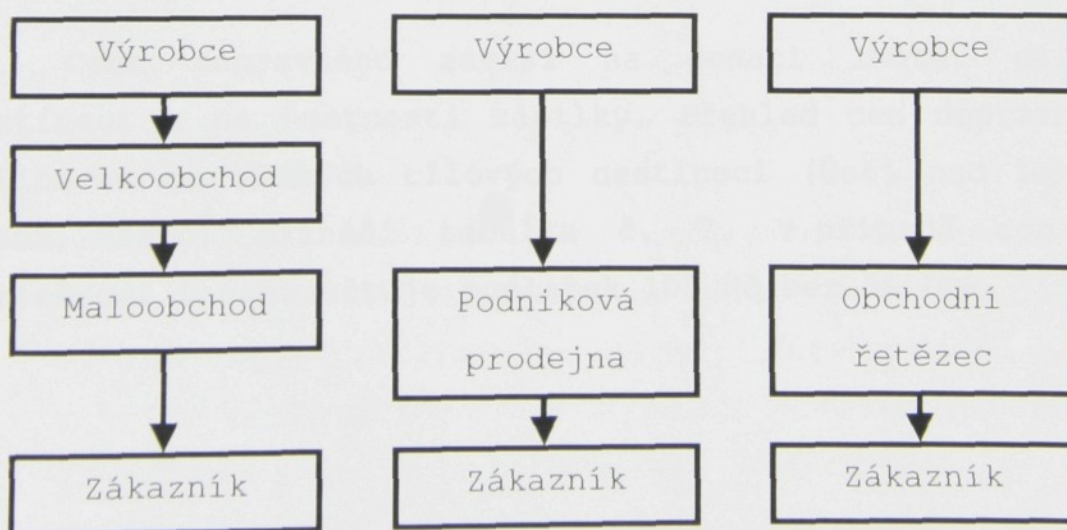 Výrobce
Velkoobchod
Maloobchod
Zákazník
Výrobce
Podniková
prodejna
Zákazník
Výrobce
Obchodní
řetězec
Zákazník